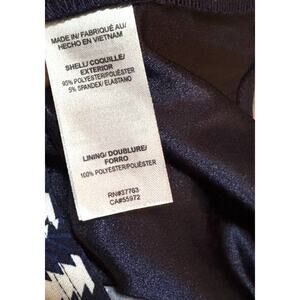 MADE IN/ FABRIQUÉ AU/
HECHO EN VIETNAM
SHELL/ COQUILLE/
EXTERIOR
95% POLYESTER/POLIÉSTER
5% SPANDEX/ ELASTANO
LINING/ DOUBLURE/
FORRO
100% POLYESTER/POLIÉSTER
RN#37763
CA#55972